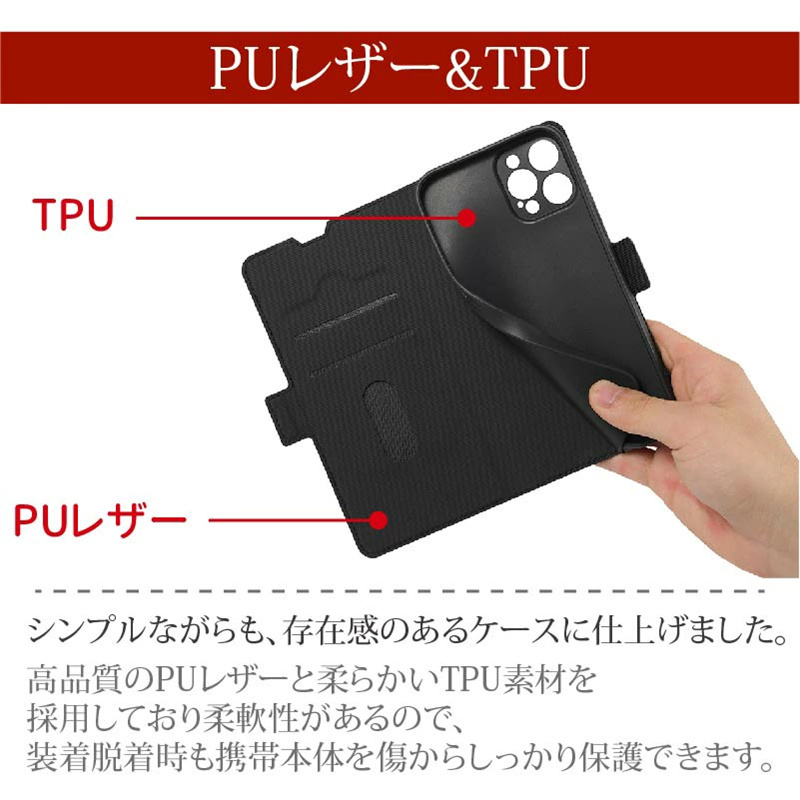 PUレザー&TPU
TPU
PUレザー
シンプルながらも、存在感のあるケースに仕上げました。
高品質のPUレザーと柔らかいTPU素材を
採用しており柔軟性があるので、
装着脱着時も携帯本体を傷からしっかり保護できます。